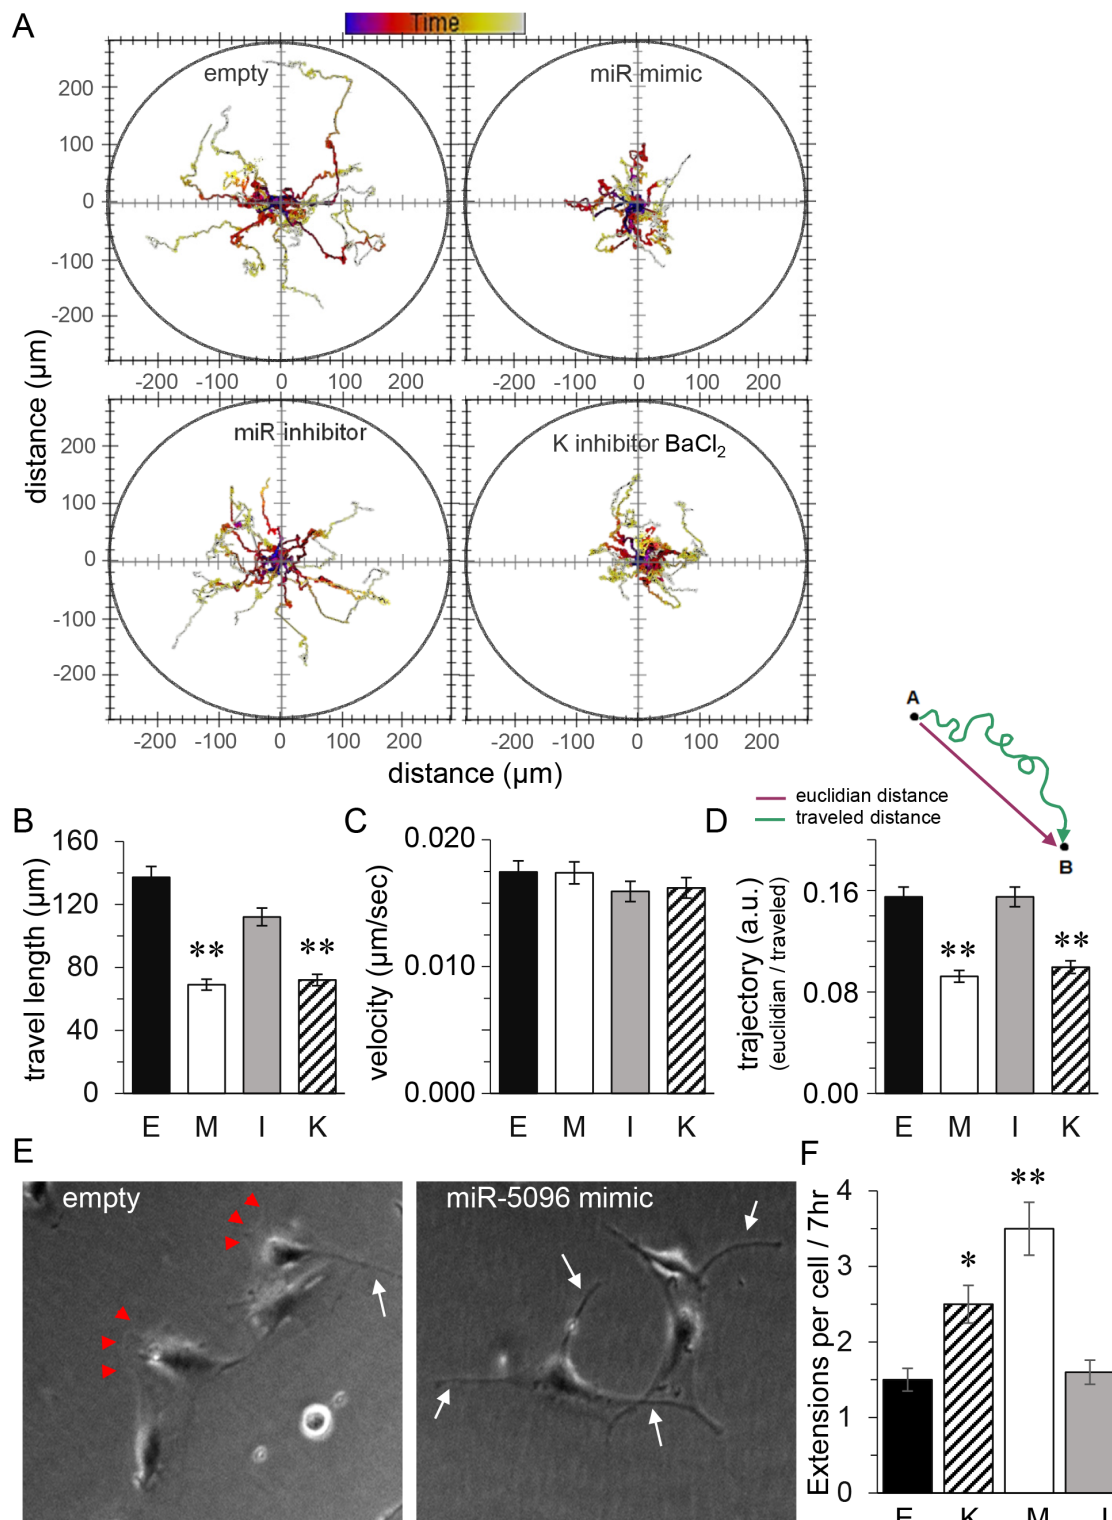 A
Time
empty
miR mimic
200
100
0
-100
-200
-200 -100 0 100 200
-200 -100 0 100 200
miR inhibitor
K inhibitor BaCl2
200
100
0
-100
-200
-200 -100 0 100 200
-200 -100 0 100 200
distance (µm)
distance (µm)
A
B
euclidian distance
traveled distance
B
travel length (µm)
160
120
80
40
0
**
**
E M I K
C
velocity (µm/sec)
0.020
0.010
0.000
E M I K
D
trajectory (a.u.)
(euclidian / traveled)
0.16
0.08
0.00
**
**
E M I K
E
empty
miR-5096 mimic
F
Extensions per cell / 7hr
4
3
2
1
0
*
**
E K M I